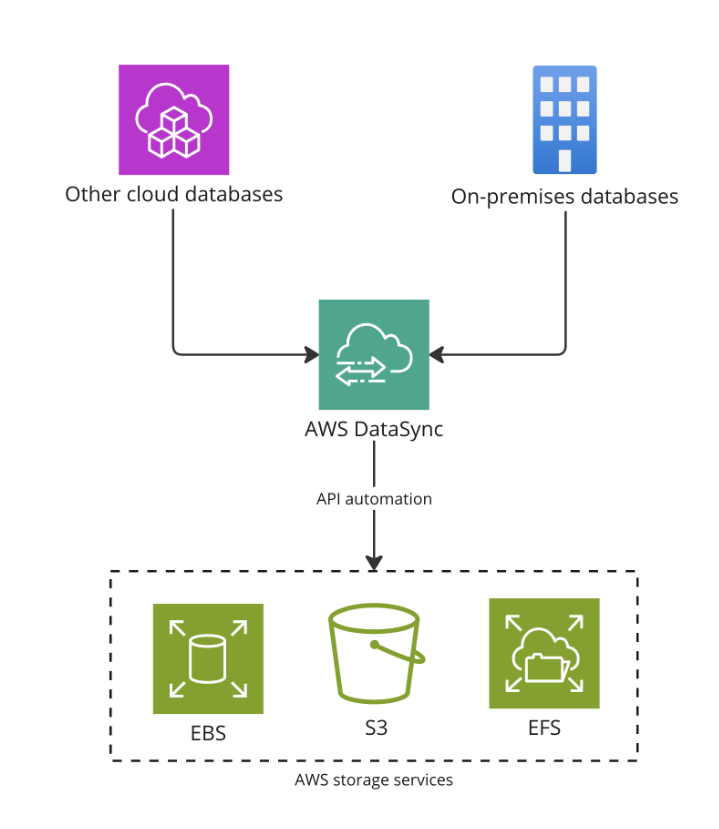 Other cloud databases
On-premises databases
AWS DataSync
API automation
EBS
S3
EFS
AWS storage services